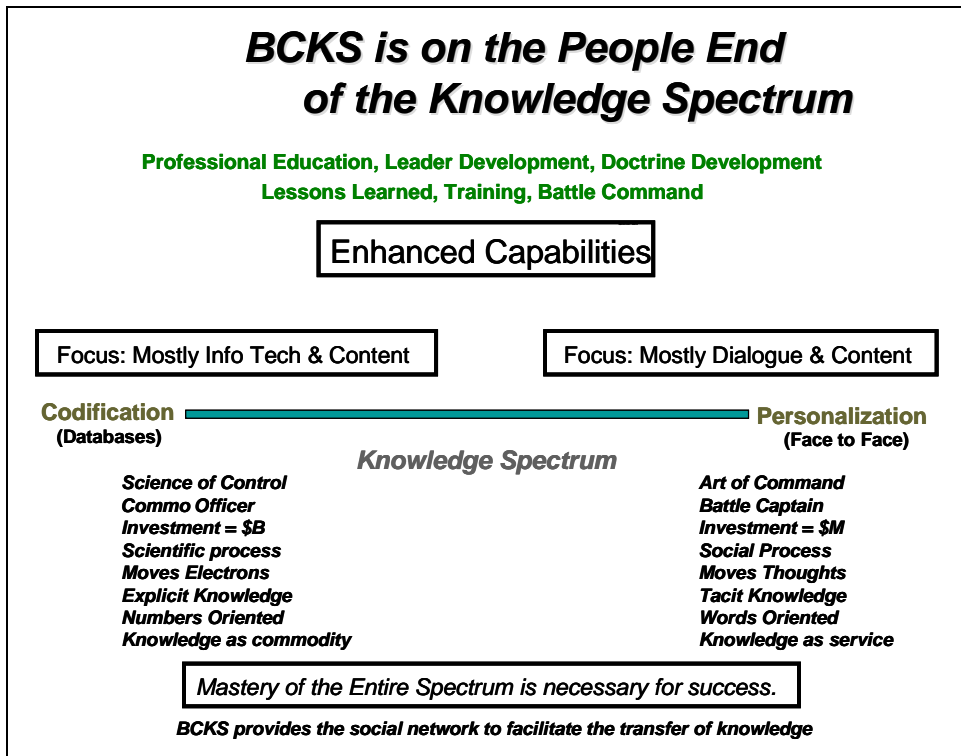 BCKS is on the People End
of the Knowledge Spectrum
Professional Education, Leader Development, Doctrine Development
Lessons Learned, Training, Battle Command
Enhanced Capabilities
Focus: Mostly Info Tech & Content
Focus: Mostly Dialogue & Content
Codification
(Databases)
Personalization
(Face to Face)
Knowledge Spectrum
Science of Control
Commo Officer
Investment = $B
Scientific process
Moves Electrons
Explicit Knowledge
Numbers Oriented
Knowledge as commodity
Art of Command
Battle Captain
Investment = $M
Social Process
Moves Thoughts
Tacit Knowledge
Words Oriented
Knowledge as service
Mastery of the Entire Spectrum is necessary for success.
BCKS provides the social network to facilitate the transfer of knowledge